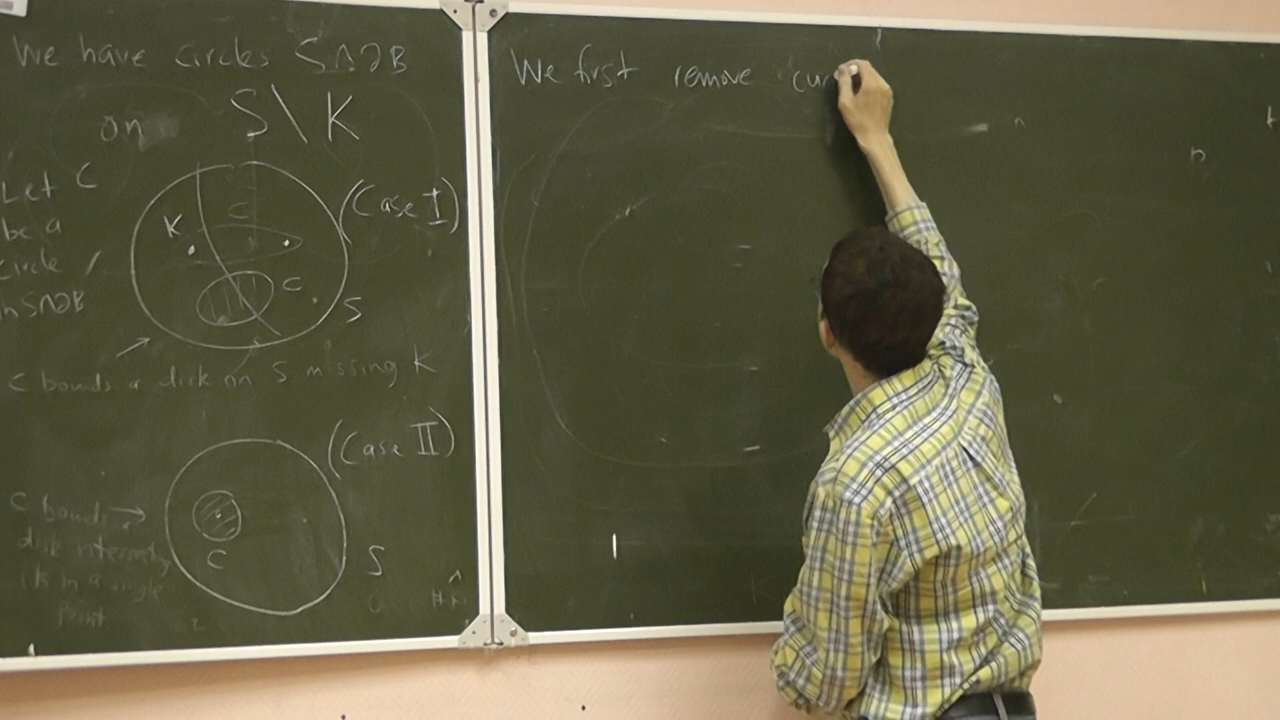 We have circles S∩∂B
on S\K
Let C
be a
circle
in S∩∂B
(Case I)
K
C
C
S
C bounds a disk on S missing K
(Case II)
C bounds
disk intersecting
K in a single
point
C
S
We first remove cur